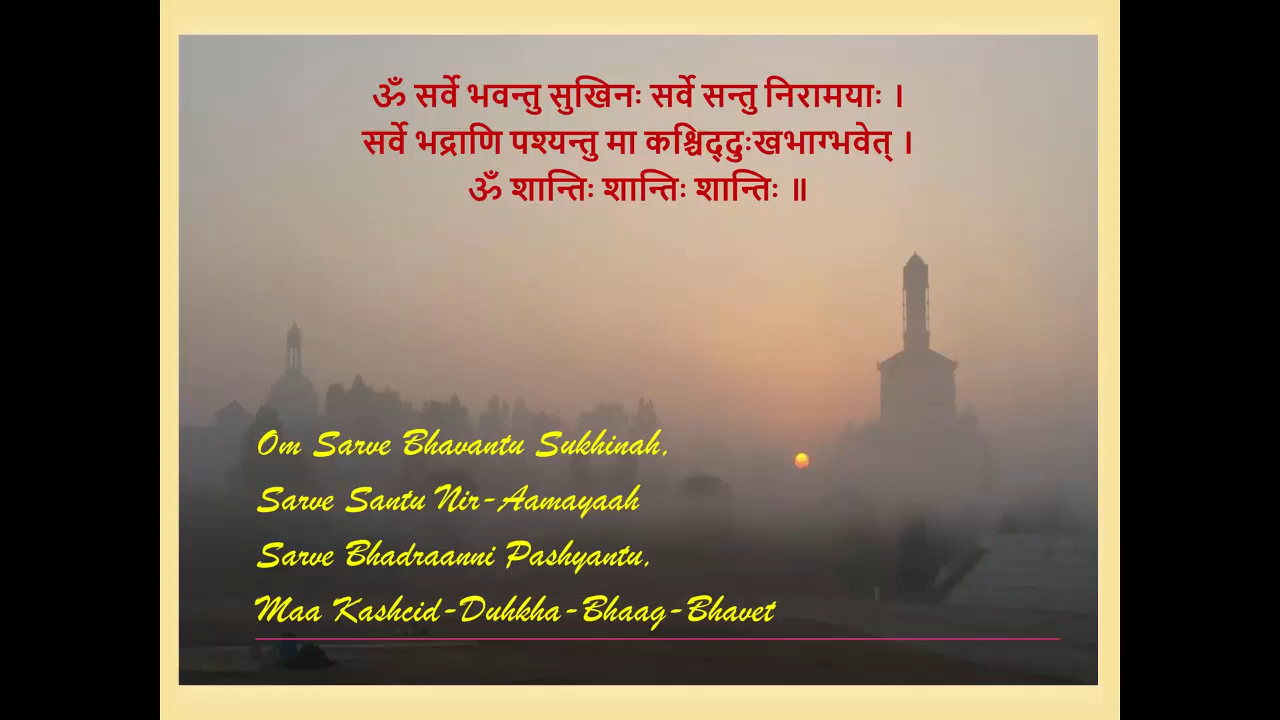 ॐ सर्वे भवन्तु सुखिनः सर्वे सन्तु निरामयाः ।
सर्वे भद्राणि पश्यन्तु मा कश्चिद्‌दुःखभाग्भवेत् ।
ॐ शान्तिः शान्तिः शान्तिः ॥
Om Sarve Bhavantu Sukhinah,
Sarve Santu Nir-Aamayaah
Sarve Bhadraanni Pashyantu,
Maa Kashcid-Duhkha-Bhaag-Bhavet